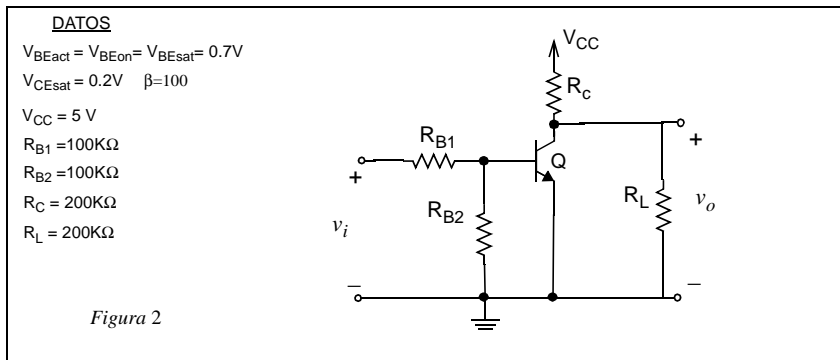 DATOS
V_BEact = V_BEon = V_BEsat = 0.7V
V_CEsat = 0.2V β=100
V_CC = 5 V
R_B1 =100KΩ
R_B2 =100KΩ
R_C = 200KΩ
R_L = 200KΩ
Figura 2
V_CC
R_c
R_B1
Q
+
+
R_B2
R_L
v_o
v_i
−
−